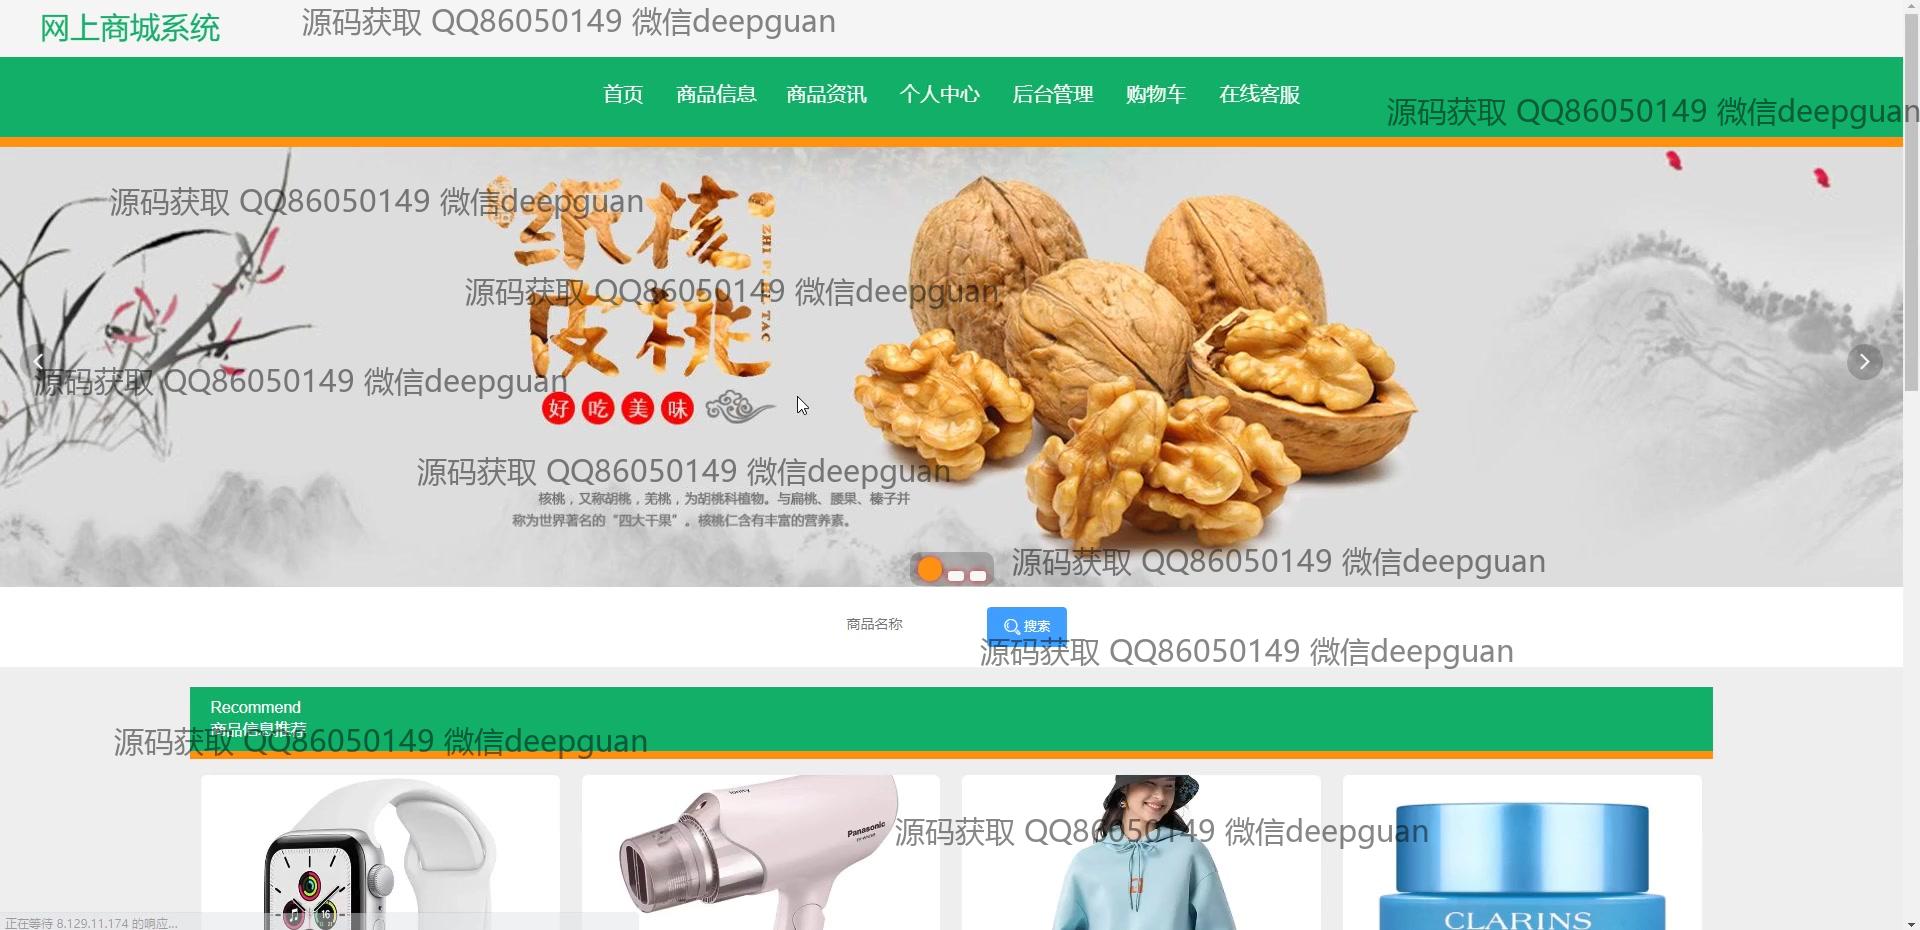 网上商城系统
源码获取 QQ86050149 微信deepguan
首页 商品信息 商品资讯 个人中心 后台管理 购物车 在线客服
源码获取 QQ86050149 微信deepguan
源码获取 QQ86050149 微信deepguan
纸核
皮桃
源码获取 QQ86050149 微信deepguan
源码获取 QQ86050149 微信deepguan
好吃美味
源码获取 QQ86050149 微信deepguan
核桃，又称胡桃，羌桃，为胡桃科植物。与扁桃、腰果、榛子并
称为世界著名的“四大干果”。核桃仁含有丰富的营养素。
源码获取 QQ86050149 微信deepguan
商品名称 搜索
源码获取 QQ86050149 微信deepguan
Recommend
商品信息推荐
源码获取 QQ86050149 微信deepguan
Panasonic
源码获取 QQ86050149 微信deepguan
16
CLARINS
正在等待 8.129.11.174 的响应...